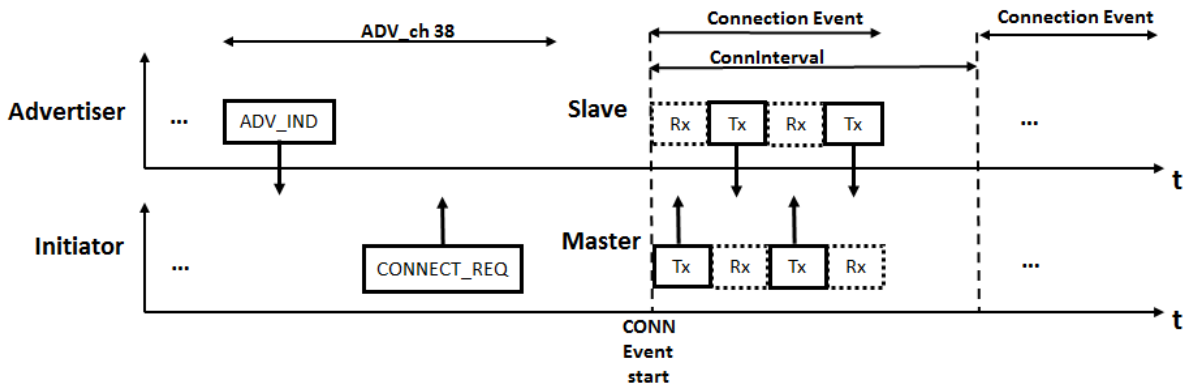 Connection Event
Connection Event
ADV_ch 38
ConnInterval
Advertiser
...
ADV_IND
Slave
Rx
Tx
Rx
Tx
...
t
Initiator
...
CONNECT_REQ
Master
Tx
Rx
Tx
Rx
...
t
CONN
Event
start